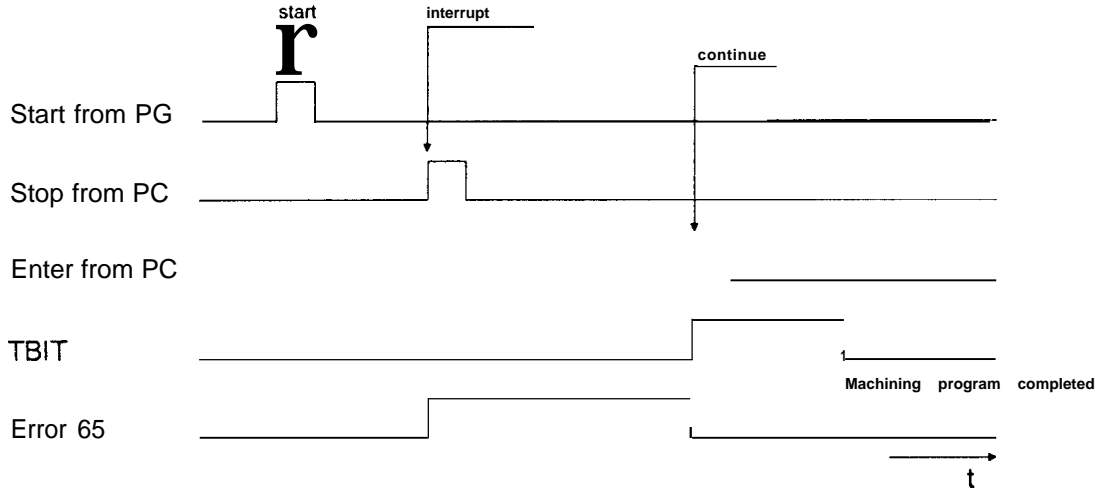 start
r
interrupt
continue
Start from PG
Stop from PC
Enter from PC
TBIT
Machining program completed
Error 65
t